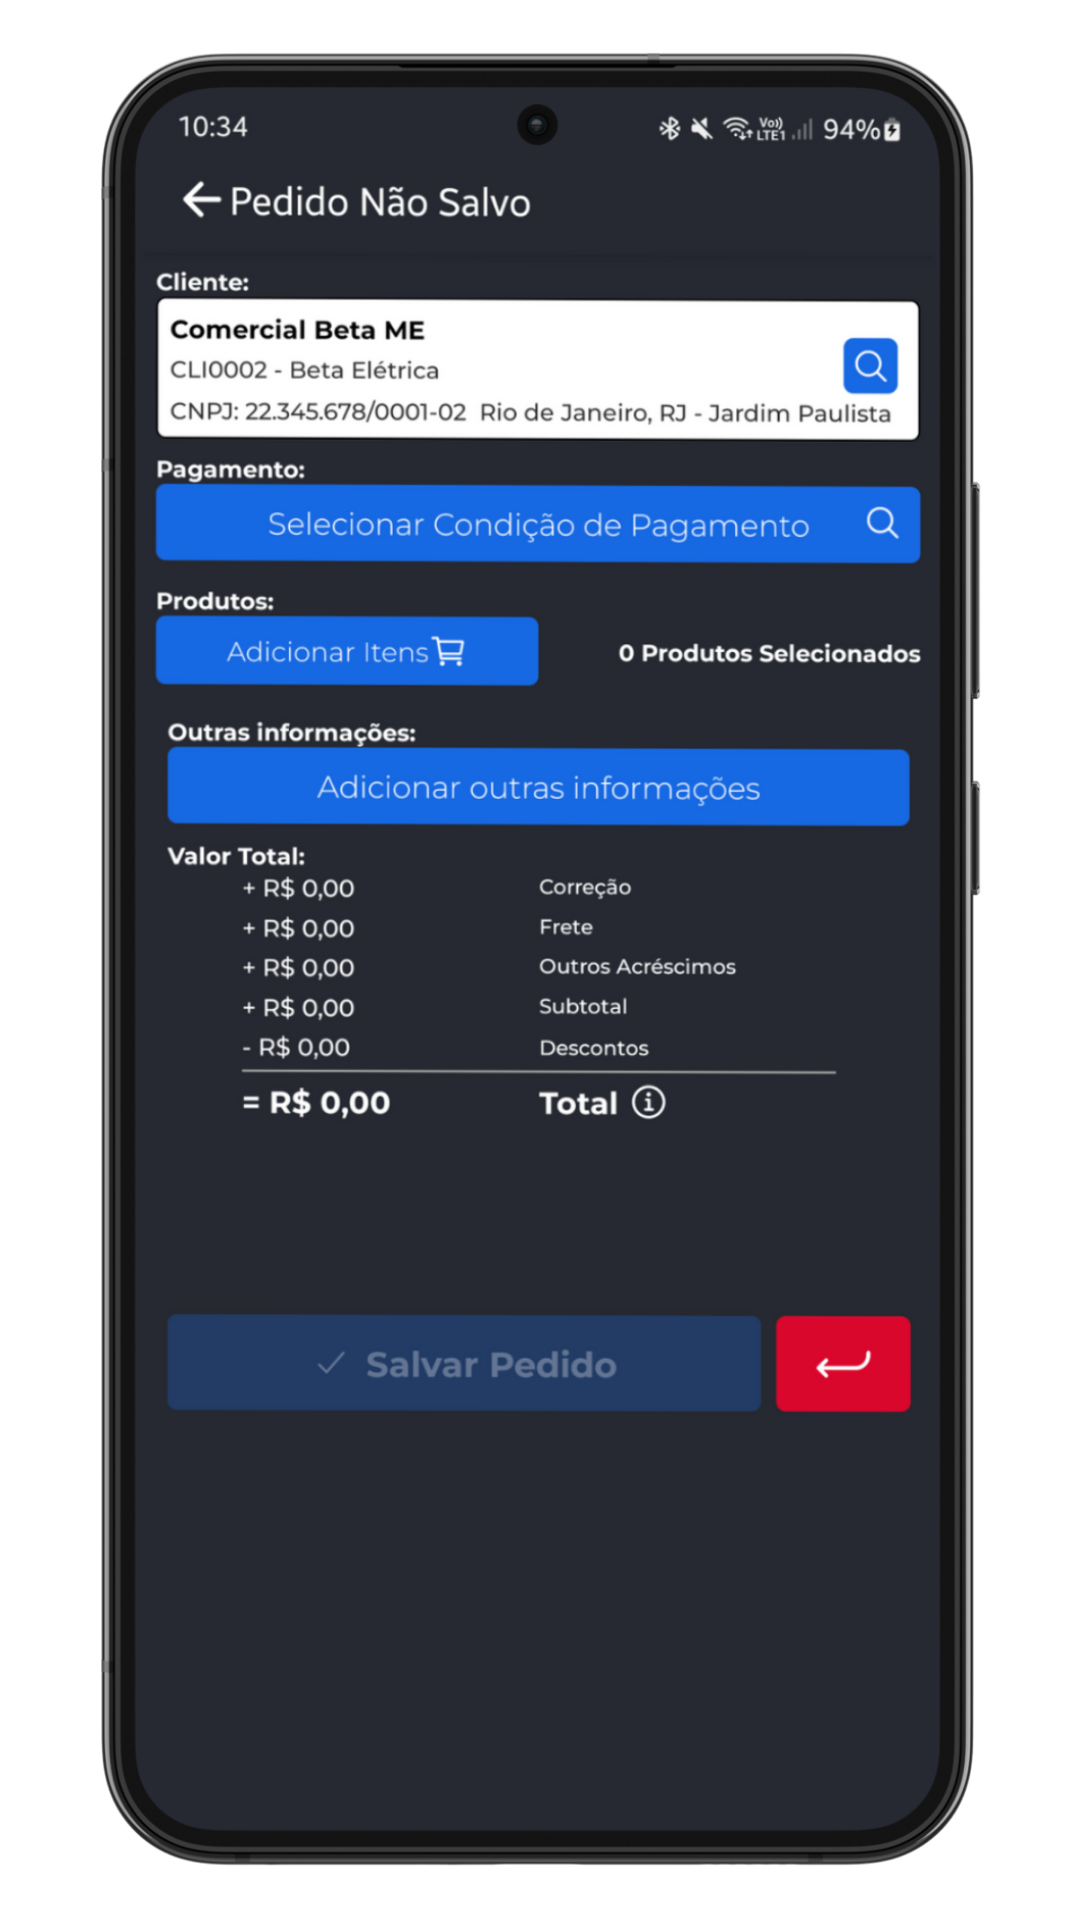 10:34 Vo)) LTE1 94%
Pedido Não Salvo
Cliente:
Comercial Beta ME
CLI0002 - Beta Elétrica
CNPJ: 22.345.678/0001-02 Rio de Janeiro, RJ - Jardim Paulista
Pagamento:
Selecionar Condição de Pagamento
Produtos:
Adicionar Itens
0 Produtos Selecionados
Outras informações:
Adicionar outras informações
Valor Total:
+ R$ 0,00 Correção
+ R$ 0,00 Frete
+ R$ 0,00 Outros Acréscimos
+ R$ 0,00 Subtotal
- R$ 0,00 Descontos
= R$ 0,00 Total
Salvar Pedido